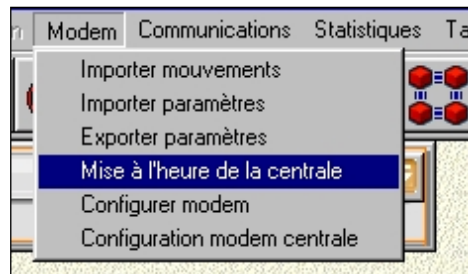 Modem Communications Statistiques
Importer mouvements
Importer paramètres
Exporter paramètres
Mise à l'heure de la centrale
Configurer modem
Configuration modem centrale